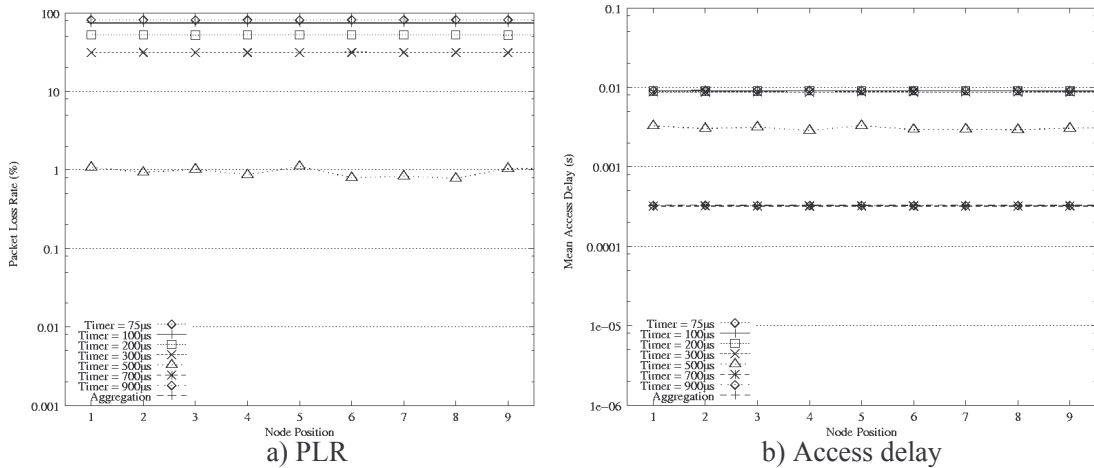 100
10
1
0.1
0.01
0.001
Packet Loss Rate (%)
Timer = 75μs
Timer = 100μs
Timer = 200μs
Timer = 300μs
Timer = 500μs
Timer = 700μs
Timer = 900μs
Aggregation
1 2 3 4 5 6 7 8 9
Node Position
a) PLR
0.1
0.01
0.001
0.0001
1e-05
1e-06
Mean Access Delay (s)
Timer = 75μs
Timer = 100μs
Timer = 200μs
Timer = 300μs
Timer = 500μs
Timer = 700μs
Timer = 900μs
Aggregation
1 2 3 4 5 6 7 8 9
Node Position
b) Access delay